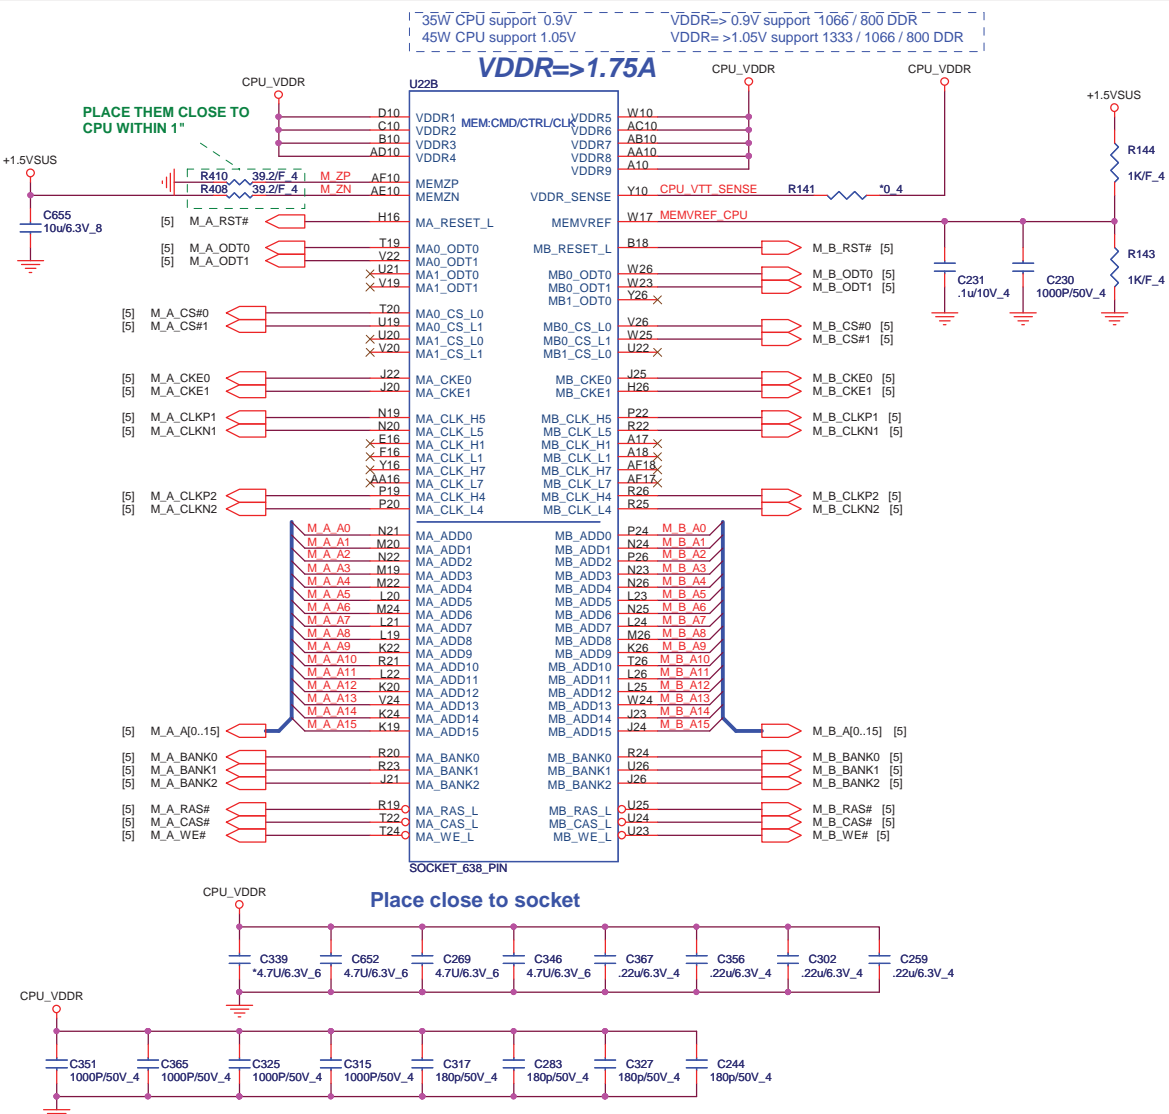 35W CPU support 0.9V VDDR=> 0.9V support 1066 / 800 DDR
45W CPU support 1.05V VDDR= >1.05V support 1333 / 1066 / 800 DDR
VDDR=>1.75A
CPU_VDDR
U22B
CPU_VDDR
CPU_VDDR
+1.5VSUS
PLACE THEM CLOSE TO
CPU WITHIN 1"
MEM:CMD/CTRL/CLK
D10 VDDR1 VDDR5 W10
C10 VDDR2 VDDR6 AC10
B10 VDDR3 VDDR7 AB10
AD10 VDDR4 VDDR8 AA10
VDDR9 A10
+1.5VSUS
R144
1K/F_4
R410 39.2/F_4 M_ZP AF10 MEMZP
R408 39.2/F_4 M_ZN AE10 MEMZN VDDR_SENSE Y10 CPU_VTT_SENSE R141 *0_4
C655
10u/6.3V_8
[5] M_A_RST# H16 MA_RESET_L MEMVREF W17 MEMVREF_CPU
[5] M_A_ODT0 T19 MA0_ODT0 MB_RESET_L B18 M_B_RST# [5]
[5] M_A_ODT1 V22 MA0_ODT1
U21 MA1_ODT0 MB0_ODT0 W26 M_B_ODT0 [5]
V19 MA1_ODT1 MB0_ODT1 W23 M_B_ODT1 [5]
MB1_ODT0 Y26
R143
1K/F_4
C231
.1u/10V_4
C230
1000P/50V_4
[5] M_A_CS#0 T20 MA0_CS_L0
[5] M_A_CS#1 U19 MA0_CS_L1 MB0_CS_L0 V26 M_B_CS#0 [5]
U20 MA1_CS_L0 MB0_CS_L1 W25 M_B_CS#1 [5]
V20 MA1_CS_L1 MB1_CS_L0 U22
[5] M_A_CKE0 J22 MA_CKE0 MB_CKE0 J25 M_B_CKE0 [5]
[5] M_A_CKE1 J20 MA_CKE1 MB_CKE1 H26 M_B_CKE1 [5]
[5] M_A_CLKP1 N19 MA_CLK_H5 MB_CLK_H5 P22 M_B_CLKP1 [5]
[5] M_A_CLKN1 N20 MA_CLK_L5 MB_CLK_L5 R22 M_B_CLKN1 [5]
E16 MA_CLK_H1 MB_CLK_H1 A17
F16 MA_CLK_L1 MB_CLK_L1 A18
Y16 MA_CLK_H7 MB_CLK_H7 AF18
AA16 MA_CLK_L7 MB_CLK_L7 AF17
[5] M_A_CLKP2 P19 MA_CLK_H4 MB_CLK_H4 R26 M_B_CLKP2 [5]
[5] M_A_CLKN2 P20 MA_CLK_L4 MB_CLK_L4 R25 M_B_CLKN2 [5]
M_A_A0 N21 MA_ADD0 MB_ADD0 P24 M_B_A0
M_A_A1 M20 MA_ADD1 MB_ADD1 N24 M_B_A1
M_A_A2 N22 MA_ADD2 MB_ADD2 P26 M_B_A2
M_A_A3 M19 MA_ADD3 MB_ADD3 N23 M_B_A3
M_A_A4 M22 MA_ADD4 MB_ADD4 N26 M_B_A4
M_A_A5 L20 MA_ADD5 MB_ADD5 L23 M_B_A5
M_A_A6 M24 MA_ADD6 MB_ADD6 N25 M_B_A6
M_A_A7 L21 MA_ADD7 MB_ADD7 L24 M_B_A7
M_A_A8 L19 MA_ADD8 MB_ADD8 M26 M_B_A8
M_A_A9 K22 MA_ADD9 MB_ADD9 K26 M_B_A9
M_A_A10 R21 MA_ADD10 MB_ADD10 T26 M_B_A10
M_A_A11 L22 MA_ADD11 MB_ADD11 L26 M_B_A11
M_A_A12 K20 MA_ADD12 MB_ADD12 L25 M_B_A12
M_A_A13 V24 MA_ADD13 MB_ADD13 W24 M_B_A13
M_A_A14 K24 MA_ADD14 MB_ADD14 J23 M_B_A14
M_A_A15 K19 MA_ADD15 MB_ADD15 J24 M_B_A15
[5] M_A_A[0..15] M_B_A[0..15] [5]
[5] M_A_BANK0 R20 MA_BANK0 MB_BANK0 R24 M_B_BANK0 [5]
[5] M_A_BANK1 R23 MA_BANK1 MB_BANK1 U26 M_B_BANK1 [5]
[5] M_A_BANK2 J21 MA_BANK2 MB_BANK2 J26 M_B_BANK2 [5]
[5] M_A_RAS# R19 MA_RAS_L MB_RAS_L U25 M_B_RAS# [5]
[5] M_A_CAS# T22 MA_CAS_L MB_CAS_L U24 M_B_CAS# [5]
[5] M_A_WE# T24 MA_WE_L MB_WE_L U23 M_B_WE# [5]
SOCKET_638_PIN
CPU_VDDR
Place close to socket
C339 C652 C269 C346 C367 C356 C302 C259
*4.7U/6.3V_6 4.7U/6.3V_6 4.7U/6.3V_6 4.7U/6.3V_6 .22u/6.3V_4 .22u/6.3V_4 .22u/6.3V_4 .22u/6.3V_4
CPU_VDDR
C351 C365 C325 C315 C317 C283 C327 C244
1000P/50V_4 1000P/50V_4 1000P/50V_4 1000P/50V_4 180p/50V_4 180p/50V_4 180p/50V_4 180p/50V_4